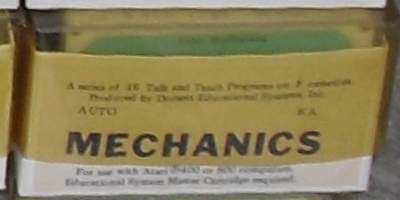 A series of 16 Talk and Teach Programs on 8 cassettes
Produced by Dorsett Educational Systems, Inc.
AUTO KA
MECHANICS
For use with Atari ®400 or 800 computers.
Educational System Master Cartridge required.